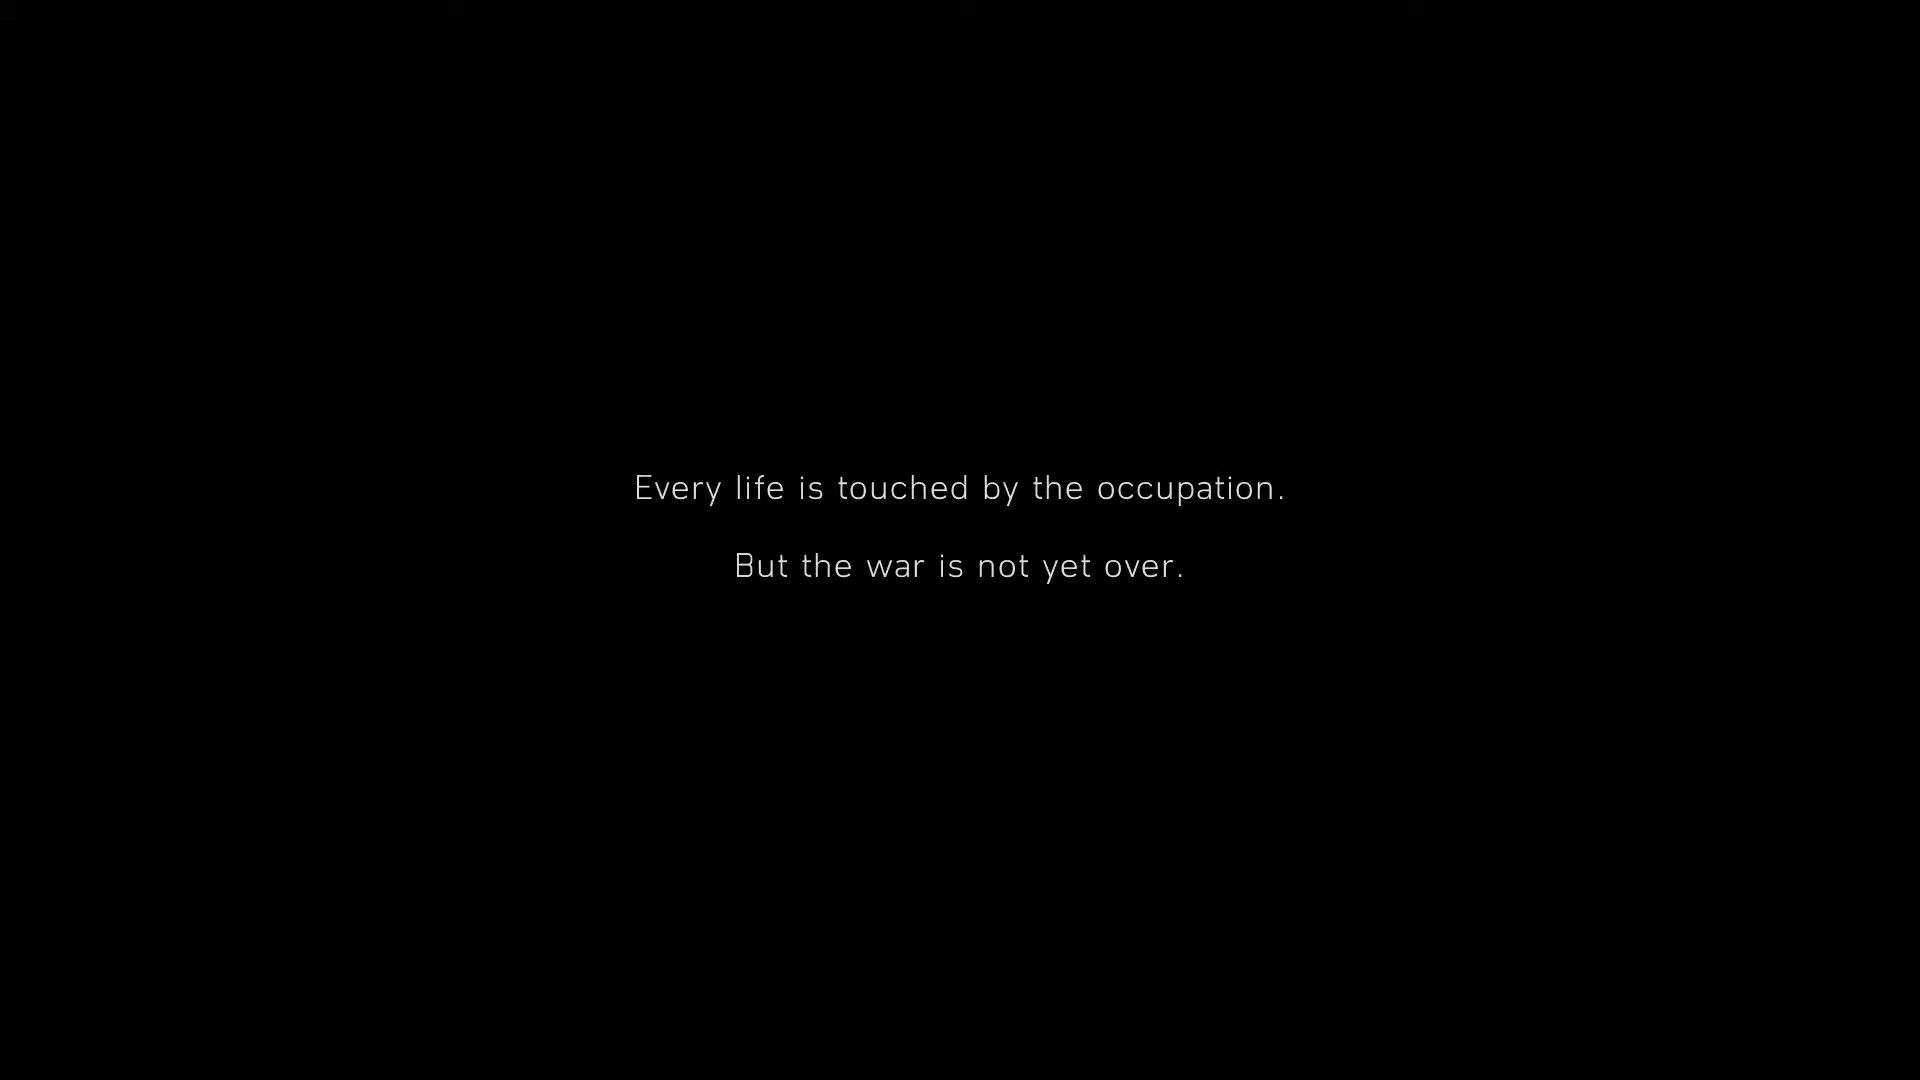 Every life is touched by the occupation.
But the war is not yet over.